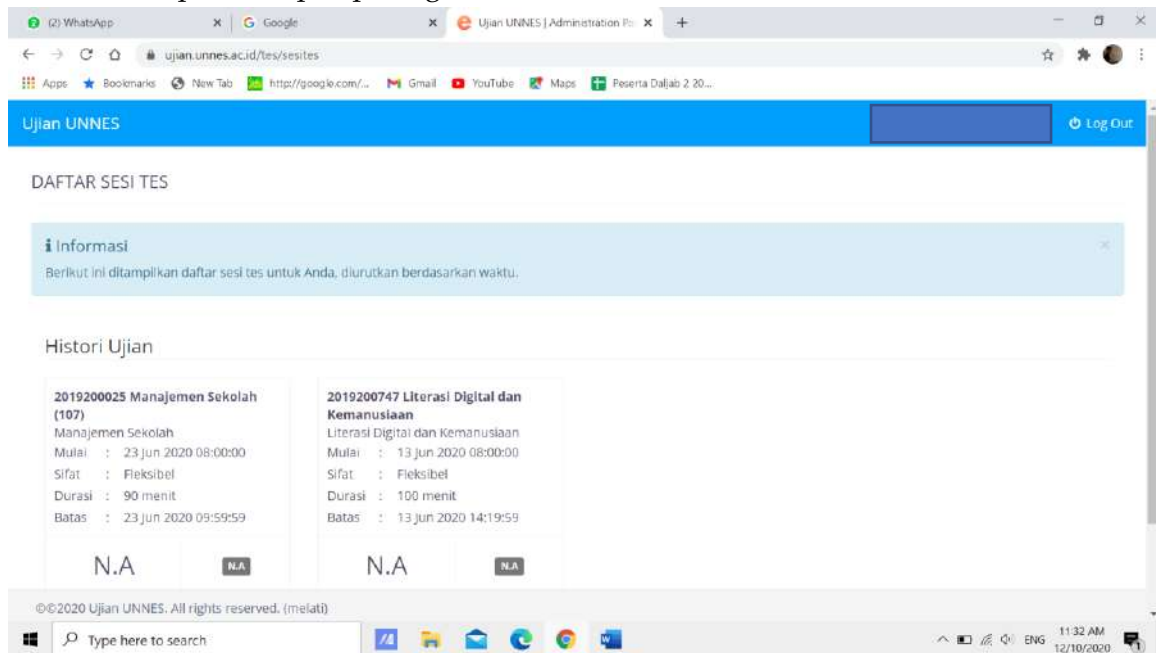 (2) WhatsApp
Google
Ujian UNNES | Administration Po
ujian.unnes.ac.id/tes/sesites
Apps Bookmarks New Tab http://google.com/... Gmail YouTube Maps Peserta Daljab 2 20...
Ujian UNNES
Log Out
DAFTAR SESI TES
Informasi
Berikut ini ditampilkan daftar sesi tes untuk Anda, diurutkan berdasarkan waktu.
Histori Ujian
2019200025 Manajemen Sekolah
(107)
Manajemen Sekolah
Mulai : 23 Jun 2020 08:00:00
Sifat : Fleksibel
Durasi : 90 menit
Batas : 23 Jun 2020 09:59:59
N.A N.A
2019200747 Literasi Digital dan
Kemanusiaan
Literasi Digital dan Kemanusiaan
Mulai : 13 Jun 2020 08:00:00
Sifat : Fleksibel
Durasi : 100 menit
Batas : 13 Jun 2020 14:19:59
N.A N.A
©©2020 Ujian UNNES. All rights reserved. (melati)
Type here to search
ENG
11:32 AM
12/10/2020